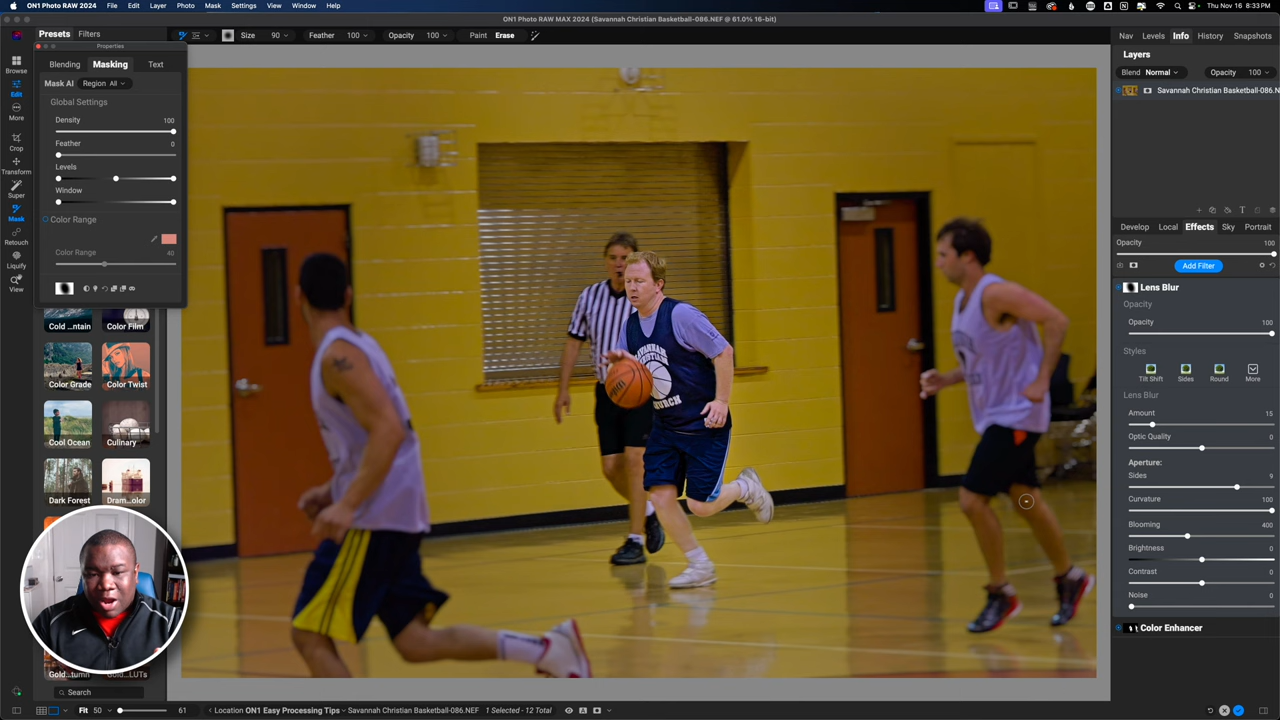 ON1 Photo RAW File Edit Layer Photo Mask Settings View Window Help Thu Nov 16 8:33 PM
ON1 Photo RAW MAX 2024 (Savannah Christian Basketball-086.NEF @ 61.0% 16-bit)
Presets Filters
Size 90 Feather 100 Opacity 100 Paint Erase
Nav Levels Info History Snapshots
Properties
Blending Masking Text
Mask AI Region All
Global Settings
Density 100
Feather 0
Levels
Window
Color Range
Color Range 40
Browse
Edit
More
Crop
Transform
Super
Mask
Retouch
Liquify
View
Cold ...ntain Color Film
Color Grade Color Twist
Cool Ocean Culinary
Dark Forest Dram...olor
Gold...tumn ...LUTs
Search
SAVANNAH
CHRISTIAN
CHURCH
Layers
Blend Normal Opacity 100
Savannah Christian Basketball-086.N
Develop Local Effects Sky Portrait
Opacity 100
Add Filter
Lens Blur
Opacity
Opacity 100
Styles
Tilt Shift Sides Round More
Lens Blur
Amount 15
Optic Quality 0
Aperture:
Sides 9
Curvature 100
Blooming 400
Brightness 0
Contrast 0
Noise 0
Color Enhancer
Fit 50 61 Location ON1 Easy Processing Tips Savannah Christian Basketball-086.NEF 1 Selected - 12 Total